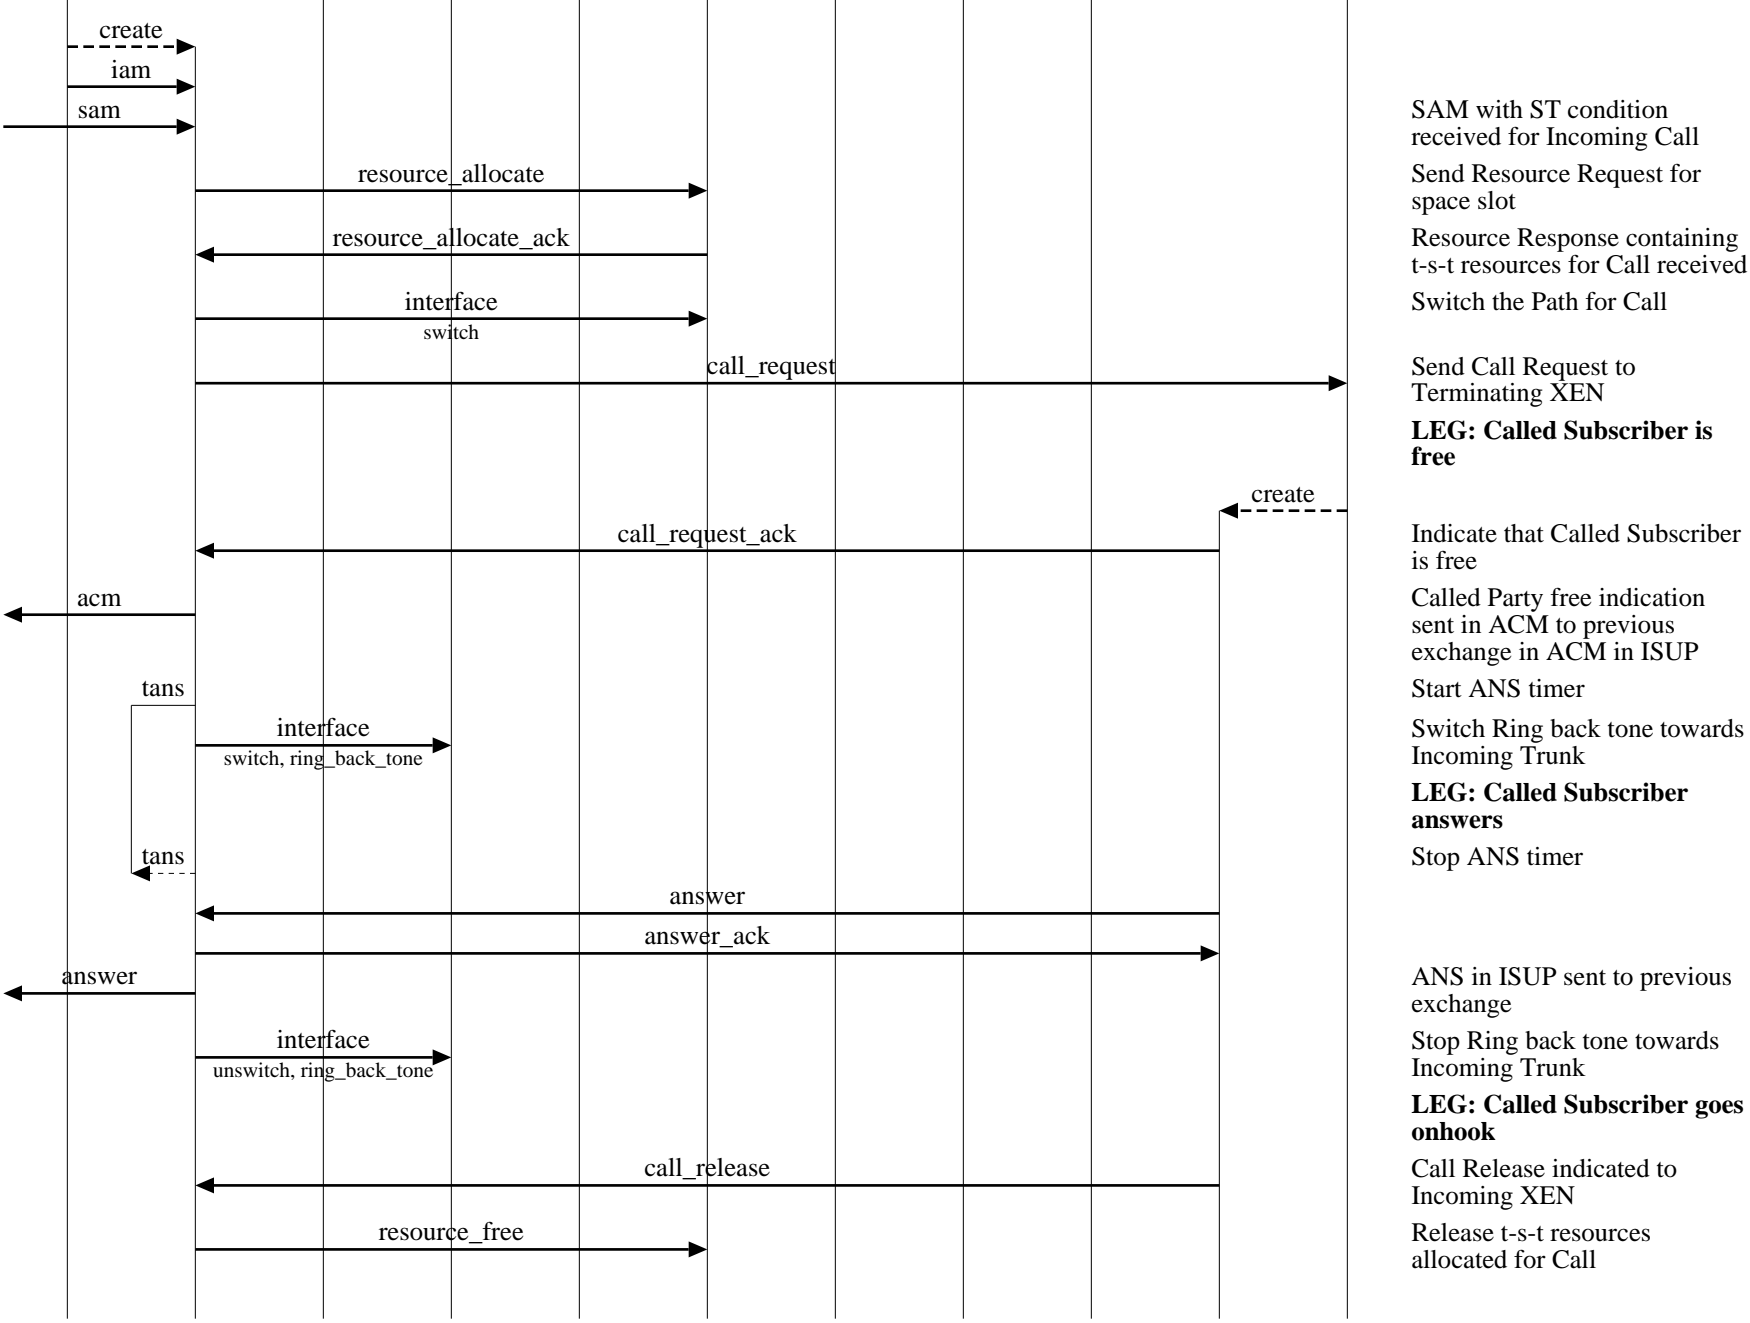 create
iam
sam
SAM with ST condition
received for Incoming Call
resource_allocate
Send Resource Request for
space slot
resource_allocate_ack
Resource Response containing
t-s-t resources for Call received
interface
switch
Switch the Path for Call
call_request
Send Call Request to
Terminating XEN
LEG: Called Subscriber is
free
create
call_request_ack
Indicate that Called Subscriber
is free
acm
Called Party free indication
sent in ACM to previous
exchange in ACM in ISUP
tans
Start ANS timer
interface
switch, ring_back_tone
Switch Ring back tone towards
Incoming Trunk
LEG: Called Subscriber
answers
tans
Stop ANS timer
answer
answer_ack
answer
ANS in ISUP sent to previous
exchange
interface
unswitch, ring_back_tone
Stop Ring back tone towards
Incoming Trunk
LEG: Called Subscriber goes
onhook
call_release
Call Release indicated to
Incoming XEN
resource_free
Release t-s-t resources
allocated for Call